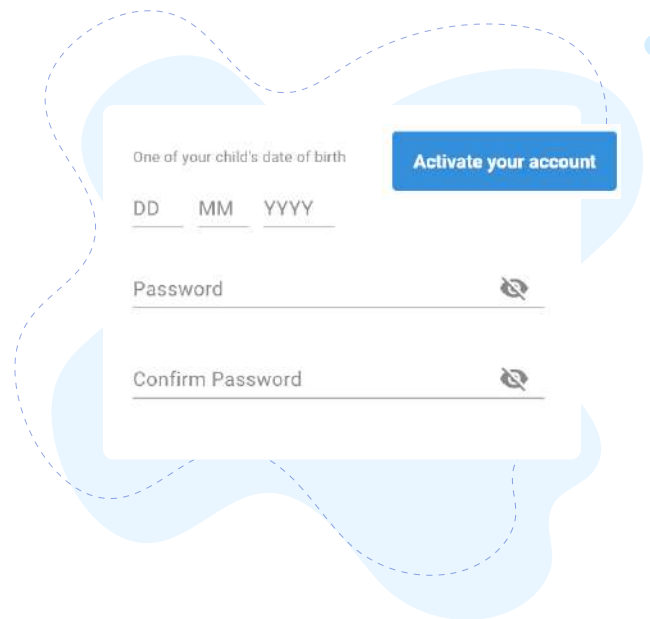 One of your child's date of birth
Activate your account
DD MM YYYY
Password
Confirm Password